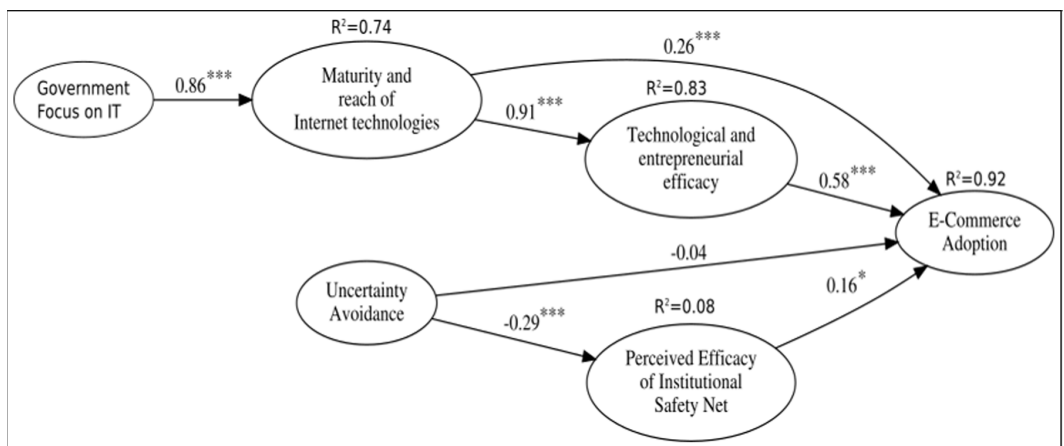 R²=0.74
Government
Focus on IT
0.86***
Maturity and
reach of
Internet technologies
0.26***
0.91***
R²=0.83
Technological and
entrepreneurial
efficacy
0.58***
R²=0.92
E-Commerce
Adoption
Uncertainty
Avoidance
-0.04
-0.29***
R²=0.08
Perceived Efficacy
of Institutional
Safety Net
0.16*